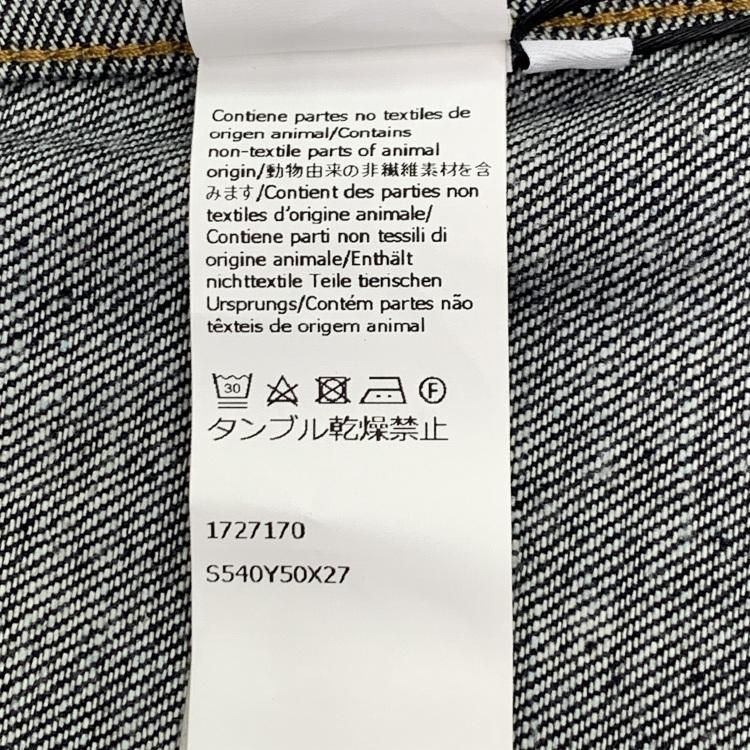 Contiene partes no textiles de
origen animal/Contains
non-textile parts of animal
origin/動物由来の非繊維素材を含
みます/Contient des parties non
textiles d'origine animale/
Contiene parti non tessili di
origine animale/Enthält
nichttextile Teile tierischen
Ursprungs/Contém partes não
têxteis de origem animal
30 F
タンブル乾燥禁止
1727170
S540Y50X27